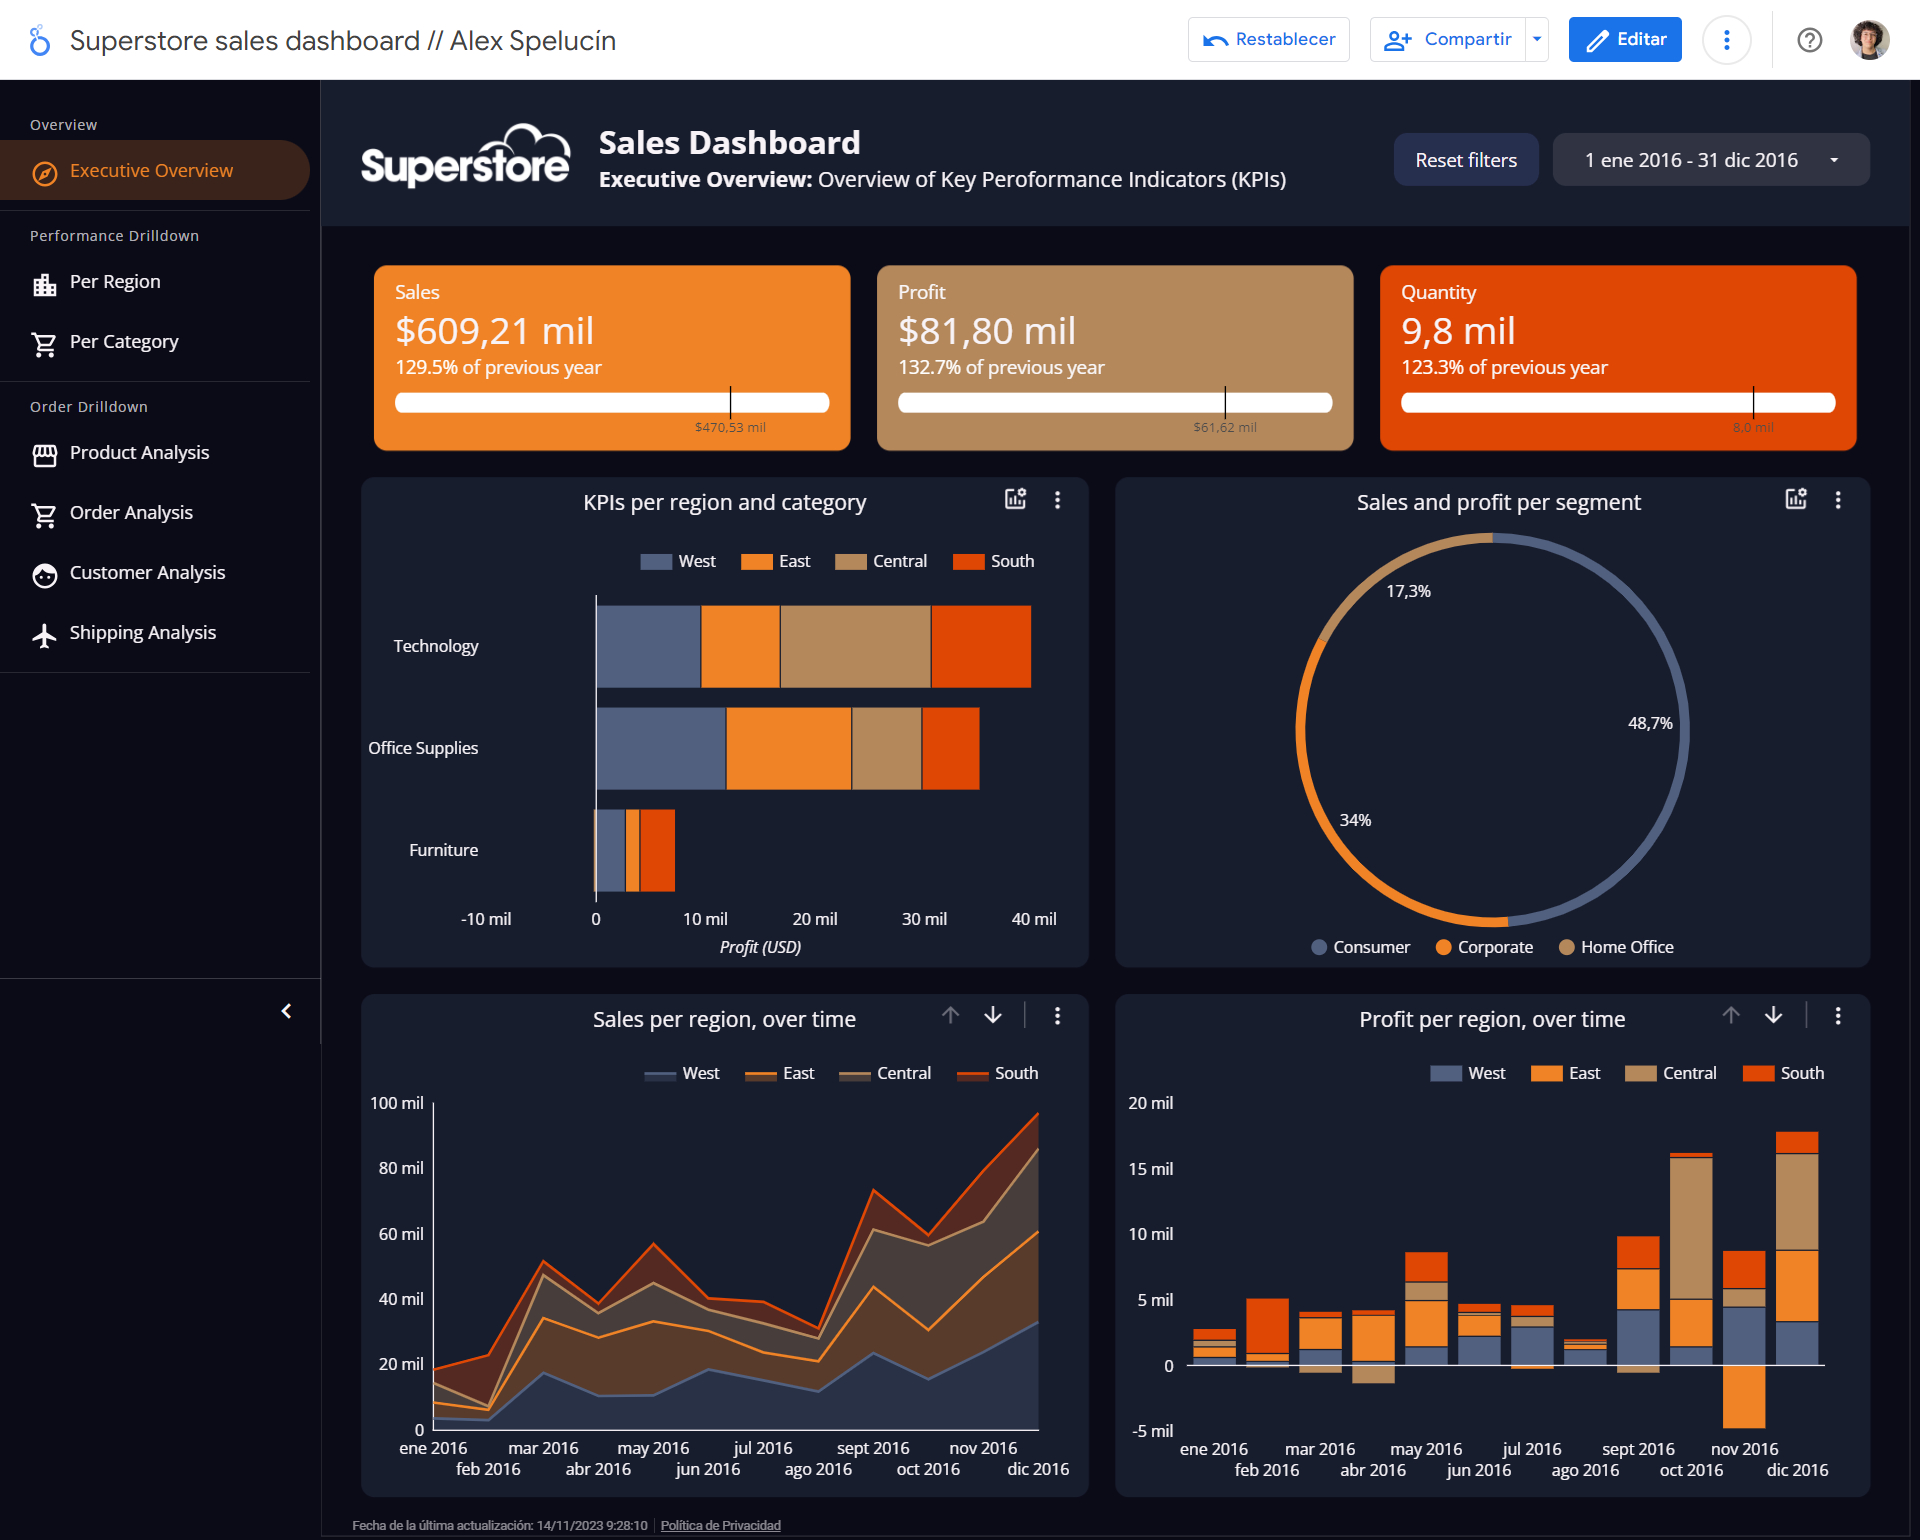 Superstore sales dashboard // Alex Spelucín
Restablecer
Compartir
Editar
Overview
Executive Overview
Performance Drilldown
Per Region
Per Category
Order Drilldown
Product Analysis
Order Analysis
Customer Analysis
Shipping Analysis
Superstore
Sales Dashboard
Executive Overview: Overview of Key Peroformance Indicators (KPIs)
Reset filters
1 ene 2016 - 31 dic 2016
Sales
$609,21 mil
129.5% of previous year
$470,53 mil
Profit
$81,80 mil
132.7% of previous year
$61,62 mil
Quantity
9,8 mil
123.3% of previous year
8,0 mil
KPIs per region and category
West East Central South
Technology
Office Supplies
Furniture
-10 mil 0 10 mil 20 mil 30 mil 40 mil
Profit (USD)
Sales and profit per segment
17,3%
48,7%
34%
Consumer Corporate Home Office
Sales per region, over time
West East Central South
100 mil
80 mil
60 mil
40 mil
20 mil
0
ene 2016 mar 2016 may 2016 jul 2016 sept 2016 nov 2016
feb 2016 abr 2016 jun 2016 ago 2016 oct 2016 dic 2016
Profit per region, over time
West East Central South
20 mil
15 mil
10 mil
5 mil
0
-5 mil
ene 2016 mar 2016 may 2016 jul 2016 sept 2016 nov 2016
feb 2016 abr 2016 jun 2016 ago 2016 oct 2016 dic 2016
Fecha de la última actualización: 14/11/2023 9:28:10 Política de Privacidad